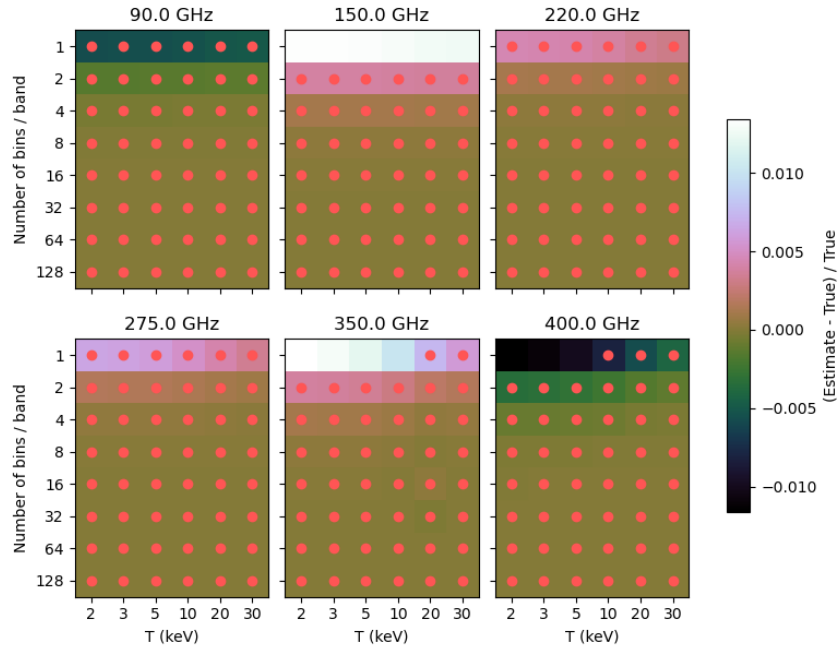 90.0 GHz
150.0 GHz
220.0 GHz
Number of bins / band
1
2
4
8
16
32
64
128
275.0 GHz
350.0 GHz
400.0 GHz
Number of bins / band
1
2
4
8
16
32
64
128
2 3 5 10 20 30
2 3 5 10 20 30
2 3 5 10 20 30
T (keV)
T (keV)
T (keV)
0.010
0.005
0.000
−0.005
−0.010
(Estimate - True) / True